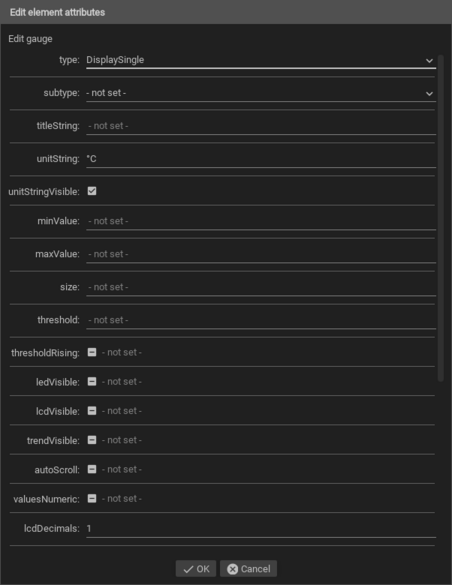 Edit element attributes
Edit gauge
type: DisplaySingle
subtype: - not set -
titleString: - not set -
unitString: °C
unitStringVisible:
minValue: - not set -
maxValue: - not set -
size: - not set -
threshold: - not set -
thresholdRising: - not set -
ledVisible: - not set -
lcdVisible: - not set -
trendVisible: - not set -
autoScroll: - not set -
valuesNumeric: - not set -
lcdDecimals: 1
OK Cancel